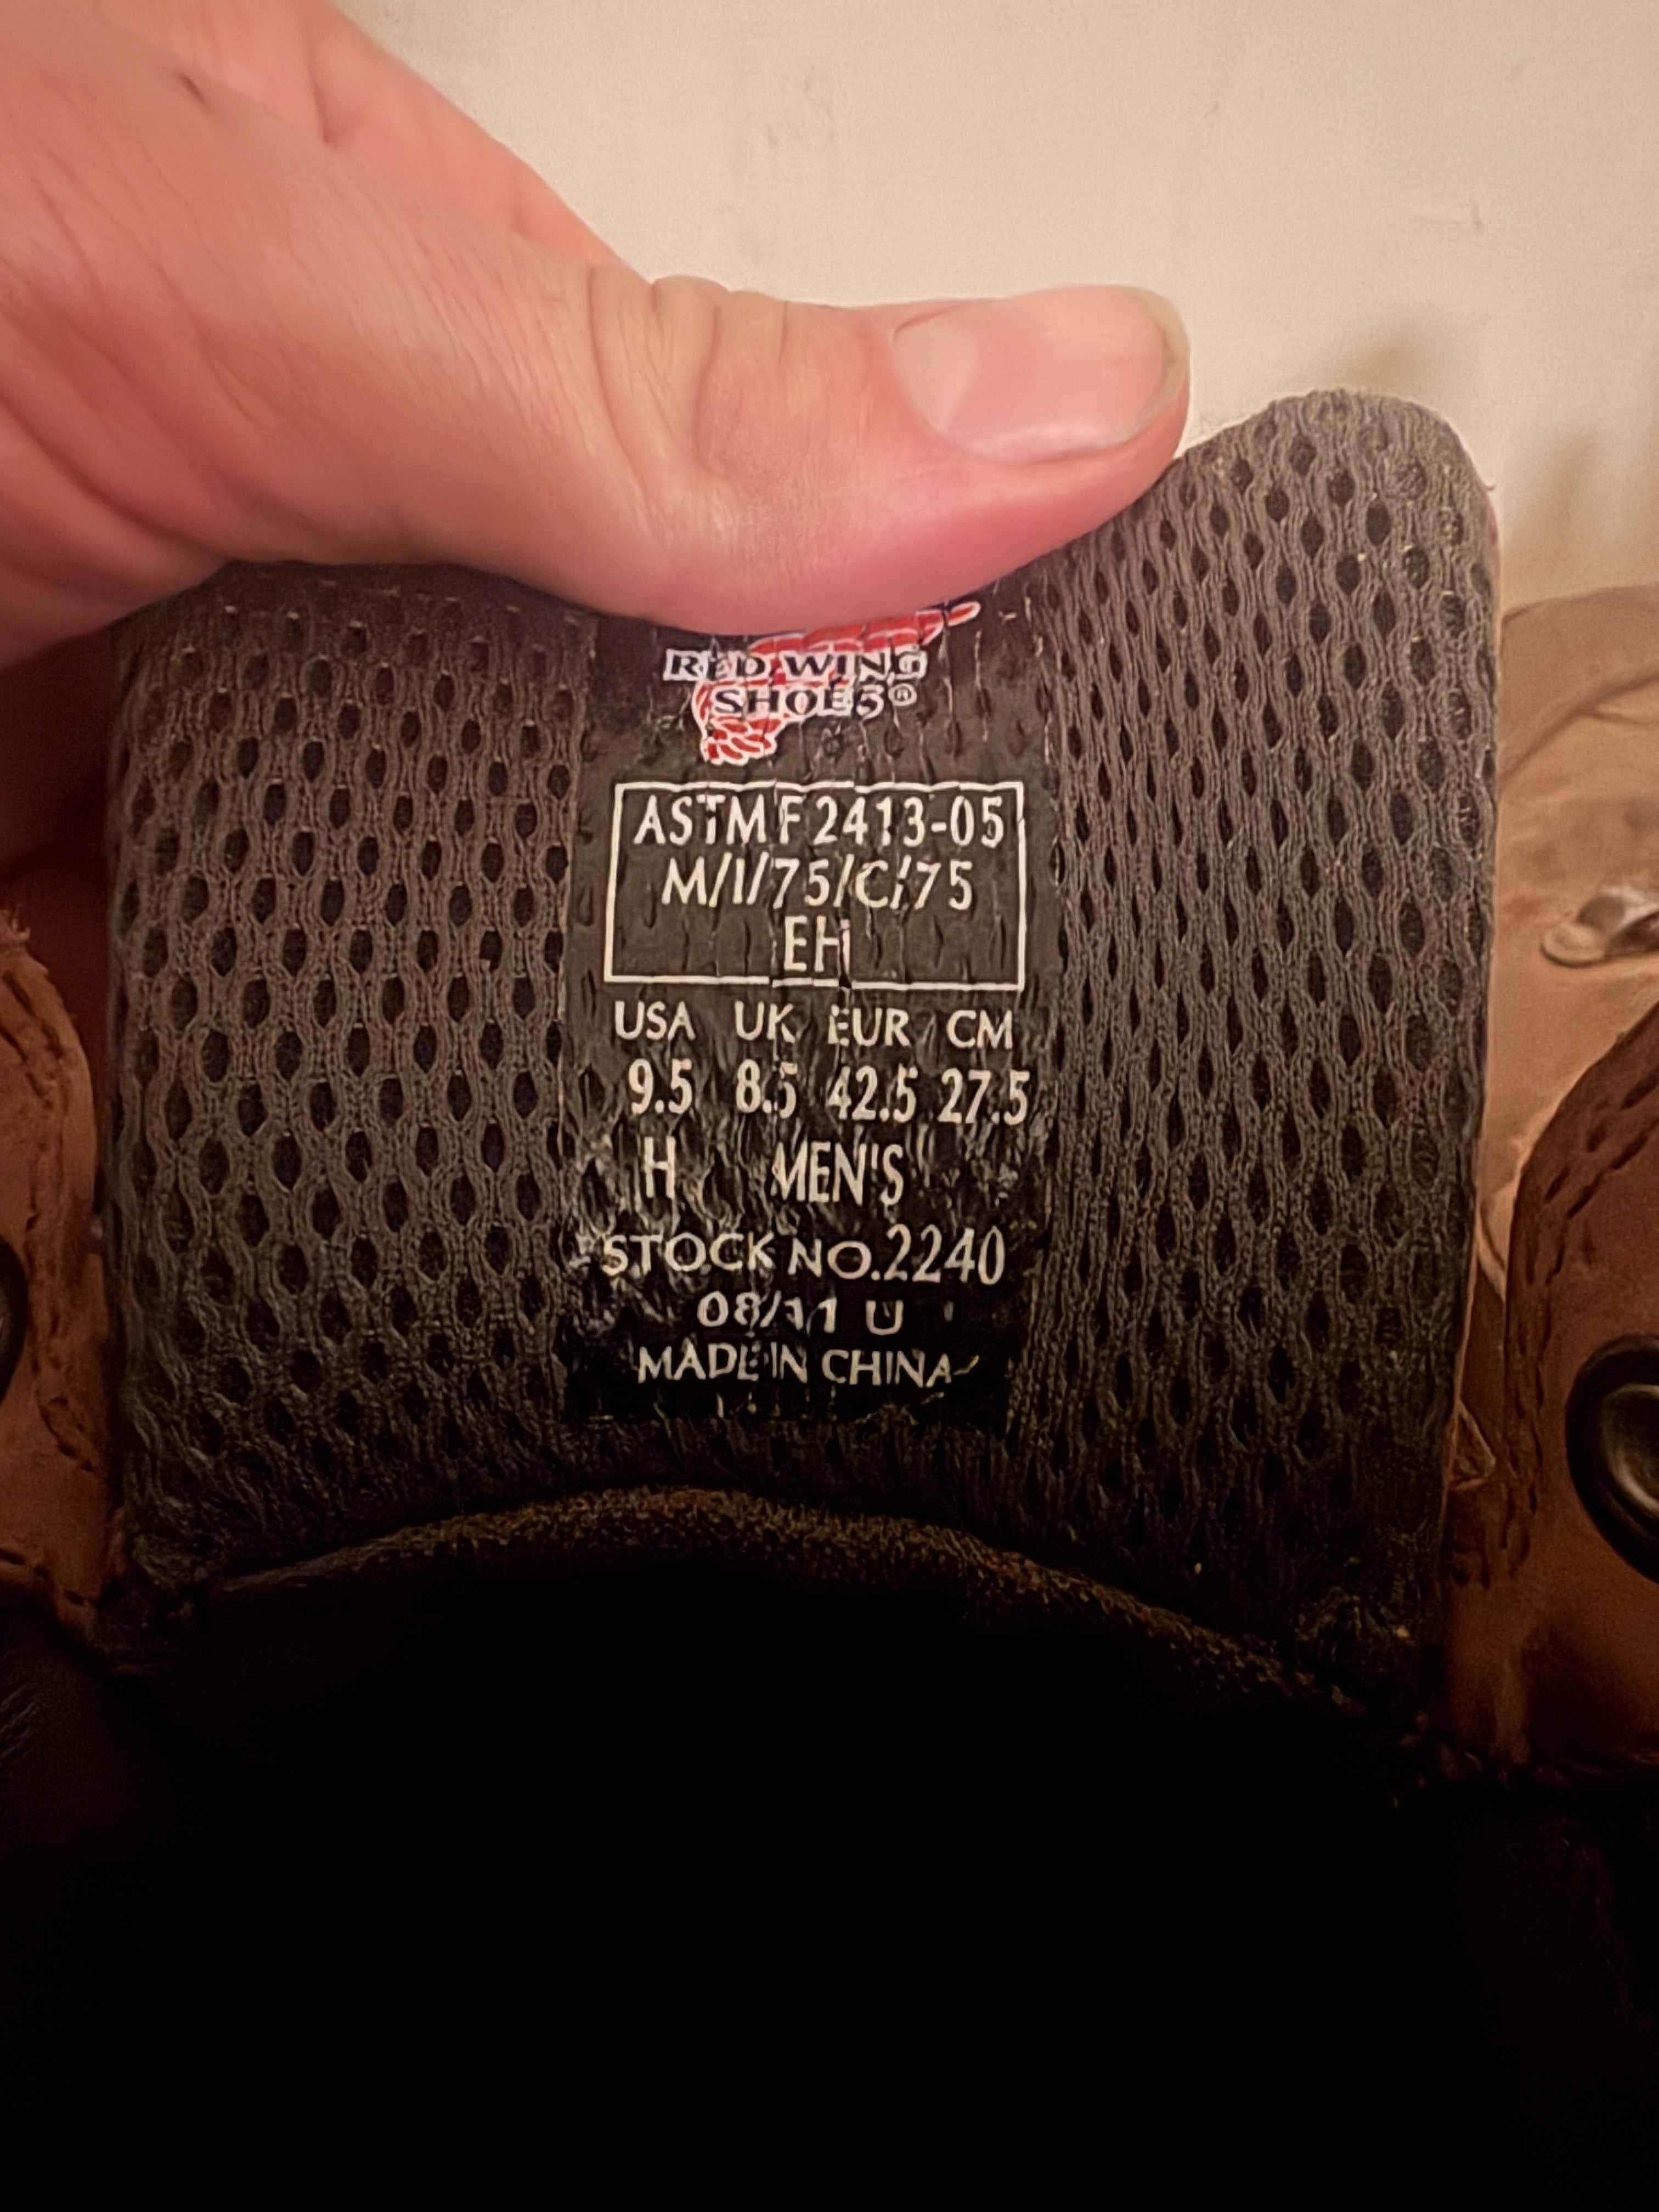 RED WING
SHOES®
ASTM F 2413-05
M/I/75/C/75
EH
USA UK EUR CM
9.5 8.5 42.5 27.5
H MEN'S
STOCK NO.2240
08/11 U
MADE IN CHINA